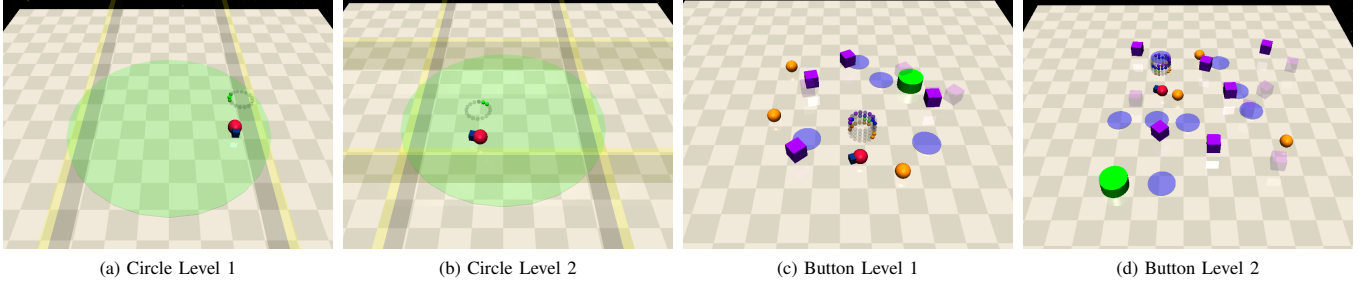 (a) Circle Level 1
(b) Circle Level 2
(c) Button Level 1
(d) Button Level 2